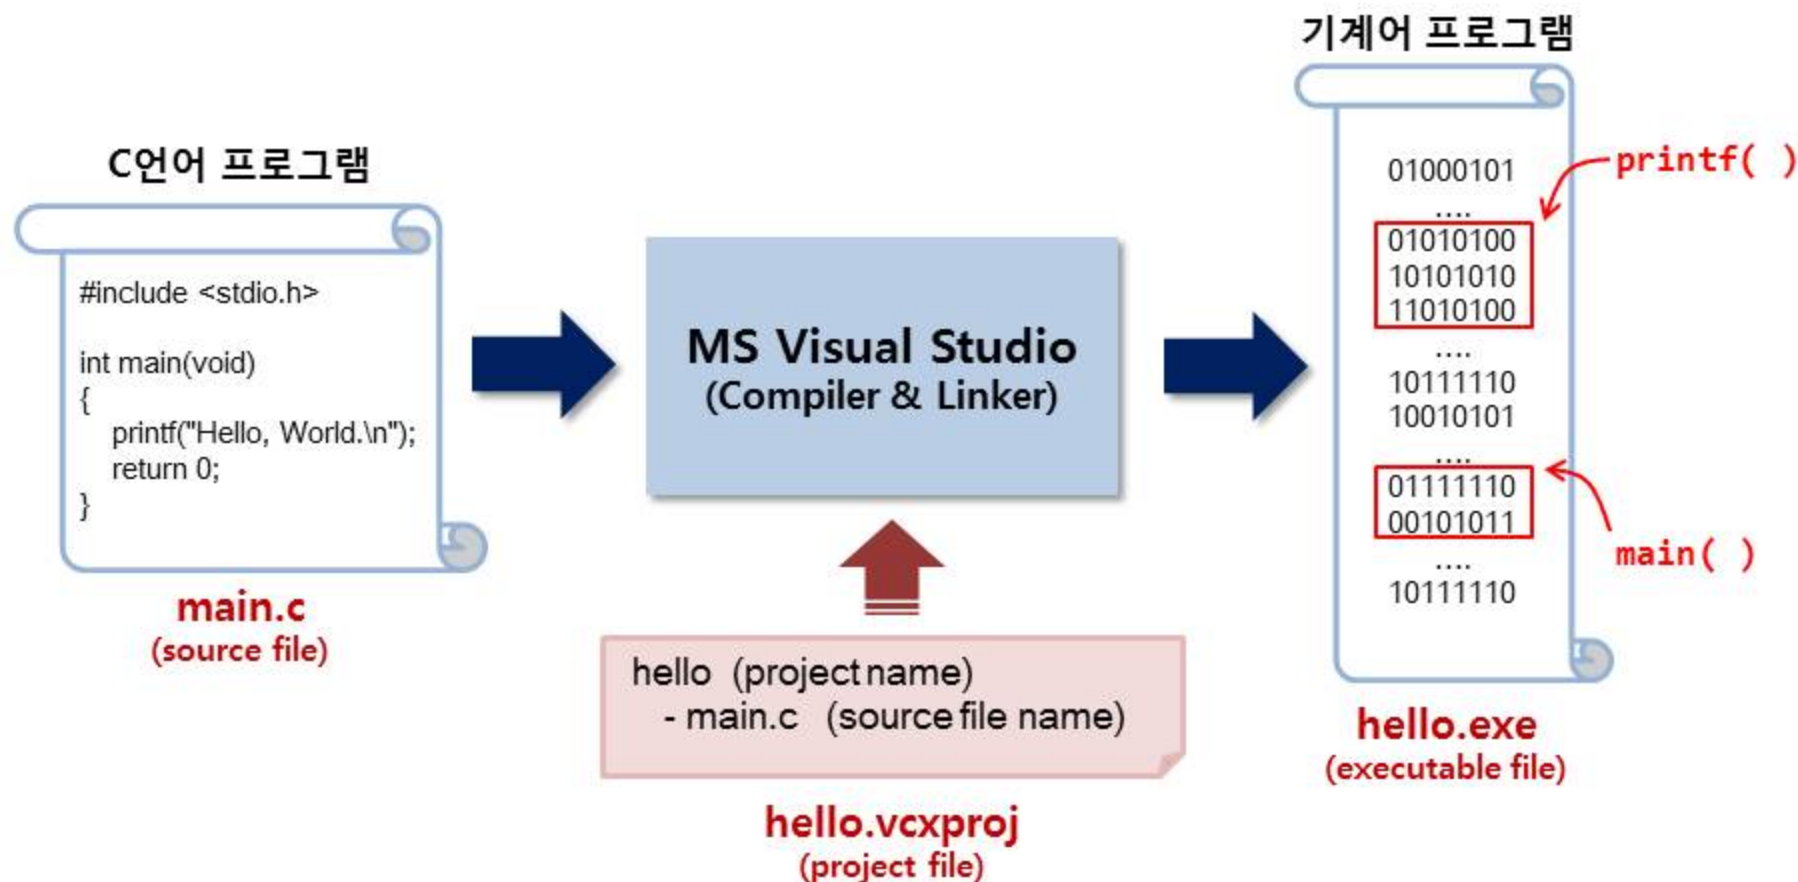 C언어 프로그램
#include <stdio.h>
int main(void)
{
printf("Hello, World.\n");
return 0;
}
main.c
(source file)
MS Visual Studio
(Compiler & Linker)
hello (project name)
- main.c (source file name)
hello.vcxproj
(project file)
기계어 프로그램
01000101
....
01010100
10101010
11010100
....
10111110
10010101
....
01111110
00101011
....
10111110
printf( )
main( )
hello.exe
(executable file)